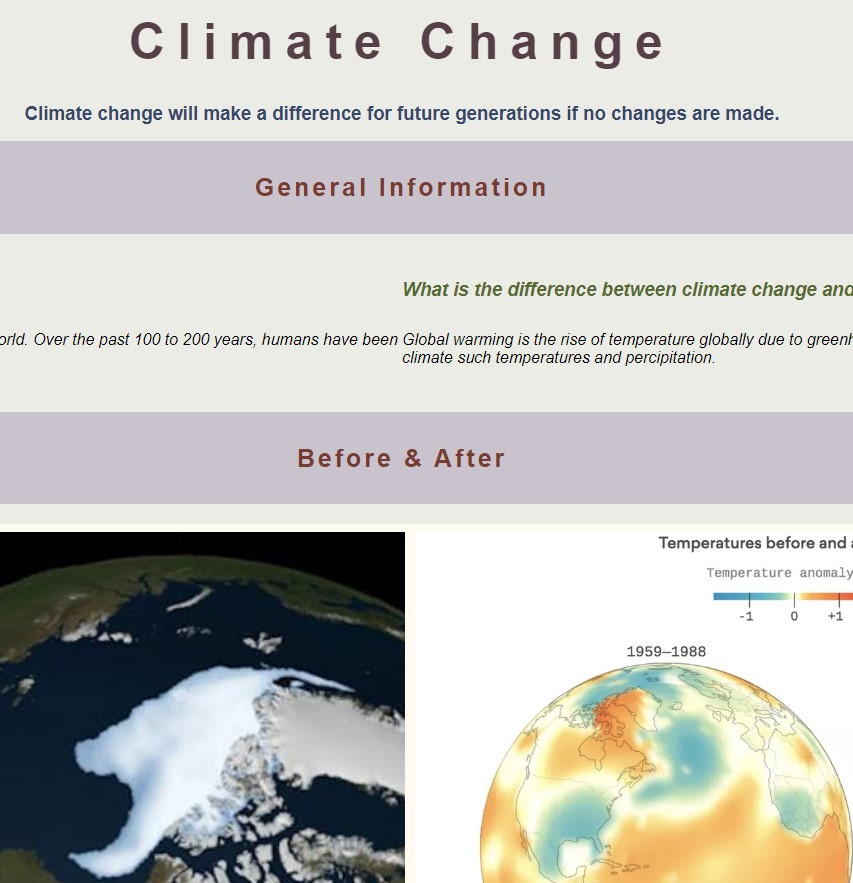 Climate Change
Climate change will make a difference for future generations if no changes are made.
General Information
What is the difference between climate change and
orld. Over the past 100 to 200 years, humans have been
Global warming is the rise of temperature globally due to greenh
climate such temperatures and percipitation.
Before & After
Temperatures before and a
Temperature anomaly
-1 0 +1
1959–1988